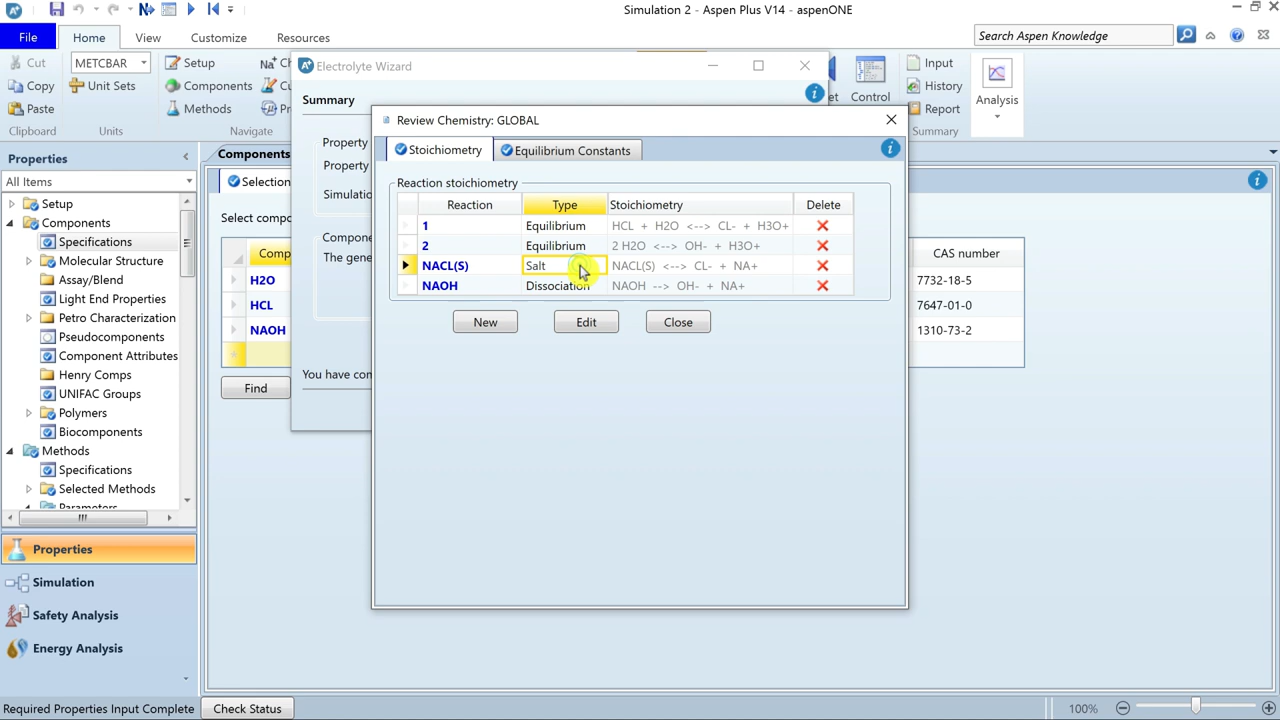 Simulation 2 - Aspen Plus V14 - aspenONE
File Home View Customize Resources
Search Aspen Knowledge
Cut METCBAR Setup Na+
Copy Unit Sets Components
Paste Methods
Control
Input
History
Report
Analysis
Clipboard Units Navigate Summary
Electrolyte Wizard
Summary
Property
Property
Simulatio
Compone
The gene
You have con
Properties
All Items
Setup
Components
Specifications
Molecular Structure
Assay/Blend
Light End Properties
Petro Characterization
Pseudocomponents
Component Attributes
Henry Comps
UNIFAC Groups
Polymers
Biocomponents
Methods
Specifications
Selected Methods
Parameters
Properties
Simulation
Safety Analysis
Energy Analysis
Components
Selection
Select compo
Comp
H2O
HCL
NAOH
Find
CAS number
7732-18-5
7647-01-0
1310-73-2
Review Chemistry: GLOBAL
Stoichiometry Equilibrium Constants
Reaction stoichiometry
Reaction Type Stoichiometry Delete
1 Equilibrium HCL + H2O <--> CL- + H3O+
2 Equilibrium 2 H2O <--> OH- + H3O+
NACL(S) Salt NACL(S) <--> CL- + NA+
NAOH Dissociation NAOH --> OH- + NA+
New Edit Close
Required Properties Input Complete Check Status 100%